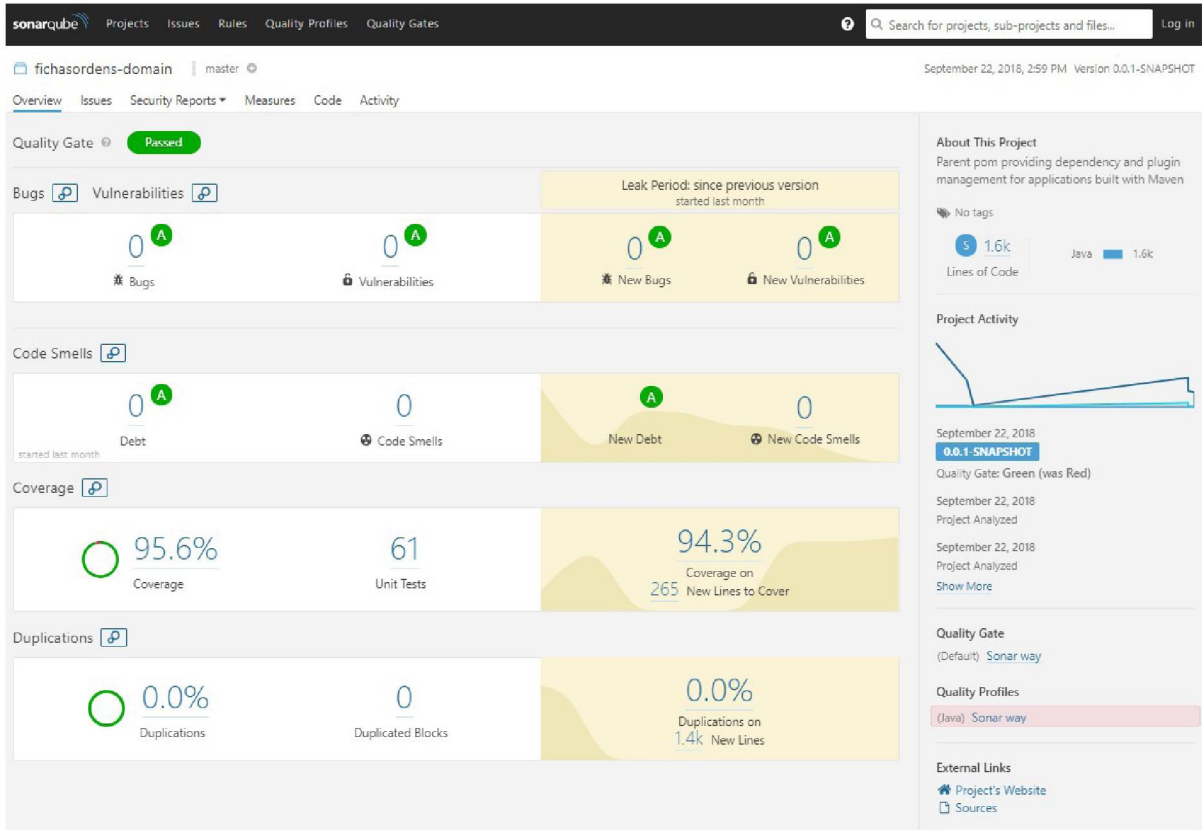 sonarqube Projects Issues Rules Quality Profiles Quality Gates ? Search for projects, sub-projects and files... Log in
fichasordens-domain master September 22, 2018, 2:59 PM Version 0.0.1-SNAPSHOT
Overview Issues Security Reports Measures Code Activity
Quality Gate Passed
Bugs Vulnerabilities
Leak Period: since previous version
started last month
0 A 0 A 0 A 0 A
Bugs Vulnerabilities New Bugs New Vulnerabilities
Code Smells
0 A 0 A 0
Debt Code Smells New Debt New Code Smells
started last month
Coverage
95.6% 61 94.3%
Coverage Unit Tests Coverage on
265 New Lines to Cover
Duplications
0.0% 0 0.0%
Duplications Duplicated Blocks Duplications on
1.4k New Lines
About This Project
Parent pom providing dependency and plugin
management for applications built with Maven
No tags
S 1.6k Java 1.6k
Lines of Code
Project Activity
September 22, 2018
0.0.1-SNAPSHOT
Quality Gate: Green (was Red)
September 22, 2018
Project Analyzed
September 22, 2018
Project Analyzed
Show More
Quality Gate
(Default) Sonar way
Quality Profiles
(Java) Sonar way
External Links
Project's Website
Sources